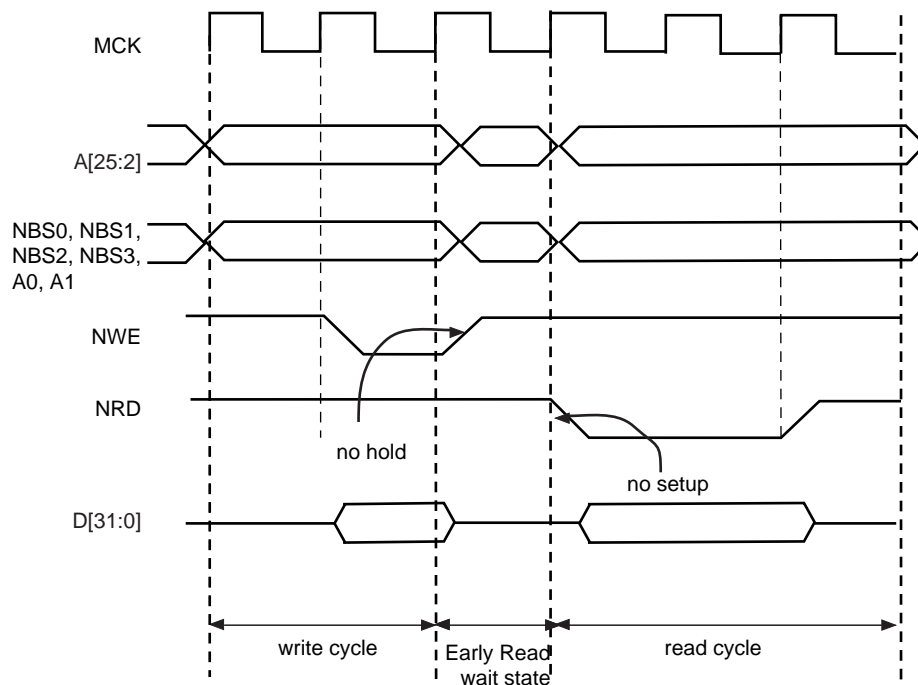 MCK
A[25:2]
NBS0, NBS1,
NBS2, NBS3,
A0, A1
NWE
NRD
no hold
no setup
D[31:0]
write cycle
Early Read
wait state
read cycle